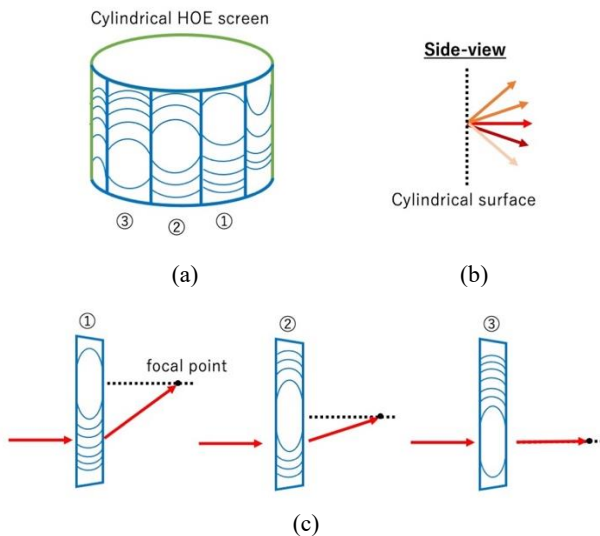 Cylindrical HOE screen
③
②
①
(a)
Side-view
Cylindrical surface
(b)
①
focal point
②
③
(c)